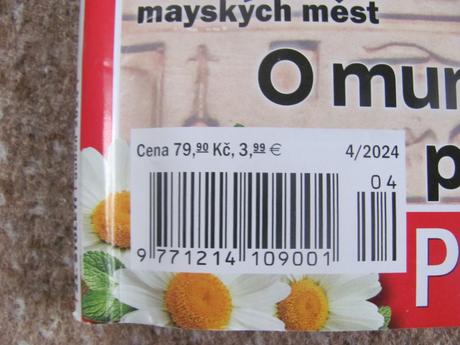 mayských měst
O mu
p
Cena 79,90 Kč, 3,99 € 4/2024
04
9 771214 109001
P